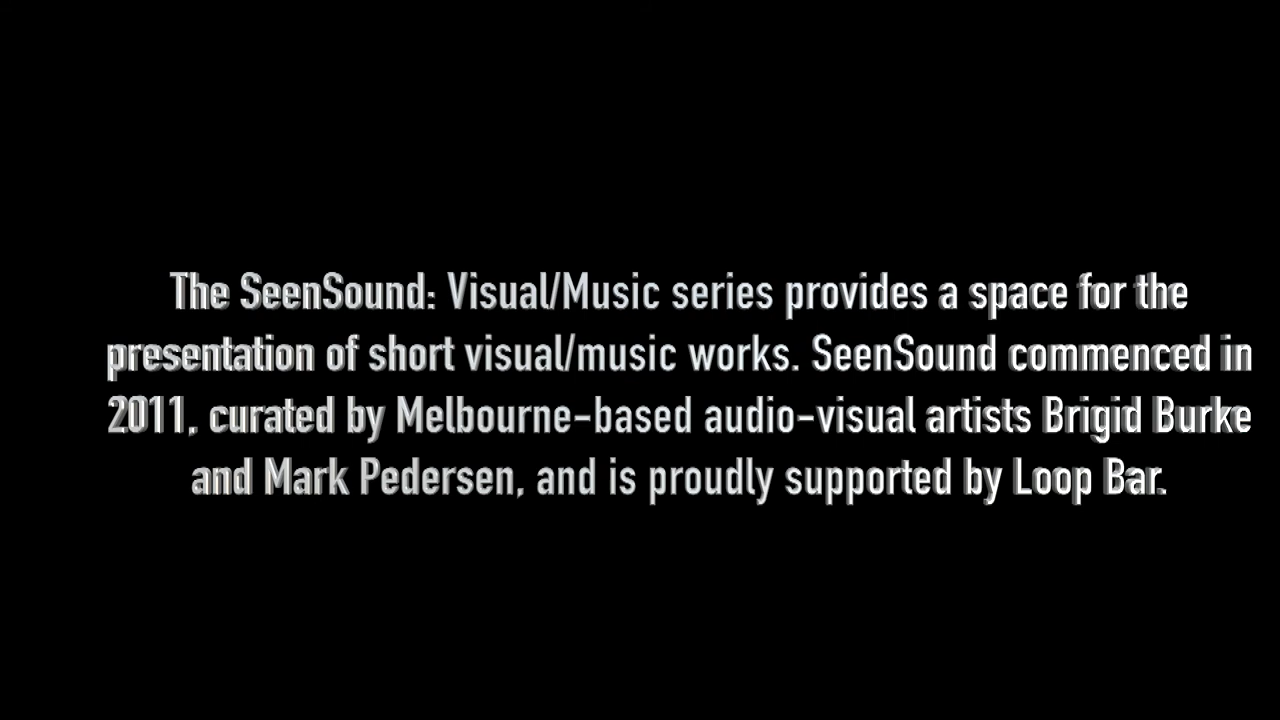 The SeenSound: Visual/Music series provides a space for the
presentation of short visual/music works. SeenSound commenced in
2011, curated by Melbourne-based audio-visual artists Brigid Burke
and Mark Pedersen, and is proudly supported by Loop Bar.